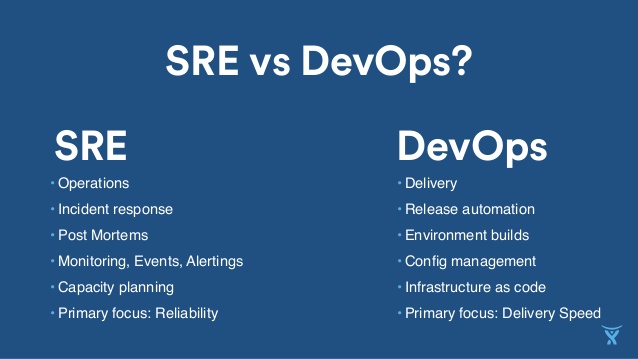 SRE vs DevOps?
SRE
• Operations
• Incident response
• Post Mortems
• Monitoring, Events, Alertings
• Capacity planning
• Primary focus: Reliability
DevOps
• Delivery
• Release automation
• Environment builds
• Config management
• Infrastructure as code
• Primary focus: Delivery Speed